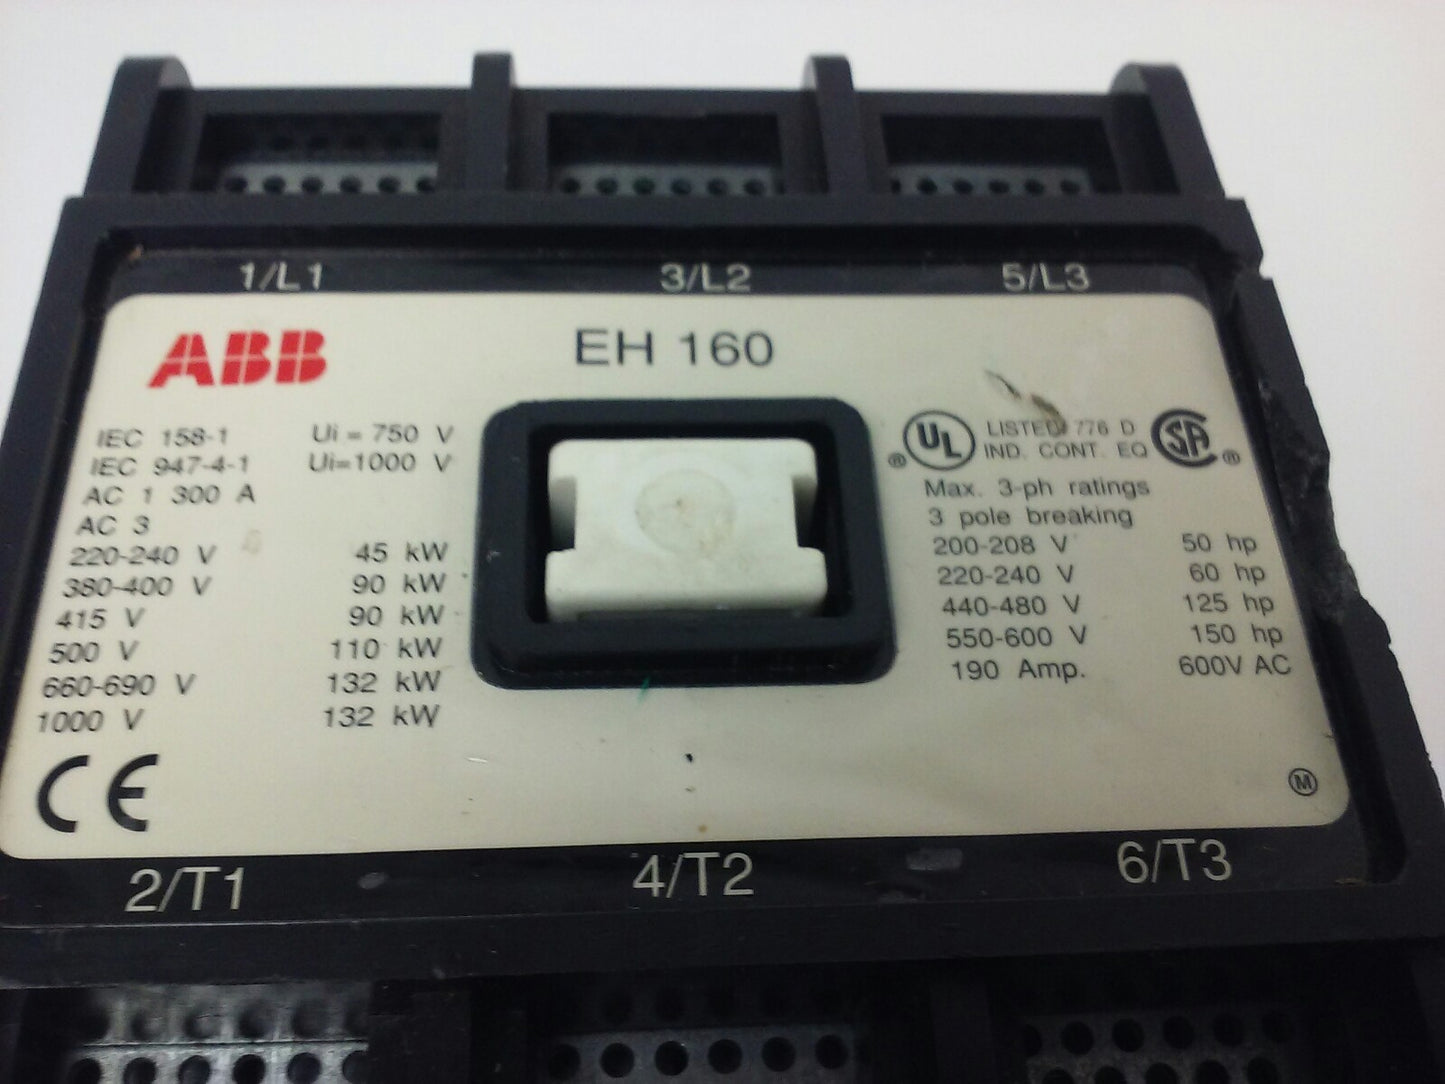 1/L1 3/L2 5/L3
ABB EH 160
IEC 158-1 Ui = 750 V
IEC 947-4-1 Ui=1000 V
AC 1 300 A
AC 3
220-240 V 45 kW
380-400 V 90 kW
415 V 90 kW
500 V 110 kW
660-690 V 132 kW
1000 V 132 kW
CE
® UL LISTED 776 D SA ®
IND. CONT. EQ
Max. 3-ph ratings
3 pole breaking
200-208 V 50 hp
220-240 V 60 hp
440-480 V 125 hp
550-600 V 150 hp
190 Amp. 600V AC
Ⓜ
2/T1 4/T2 6/T3